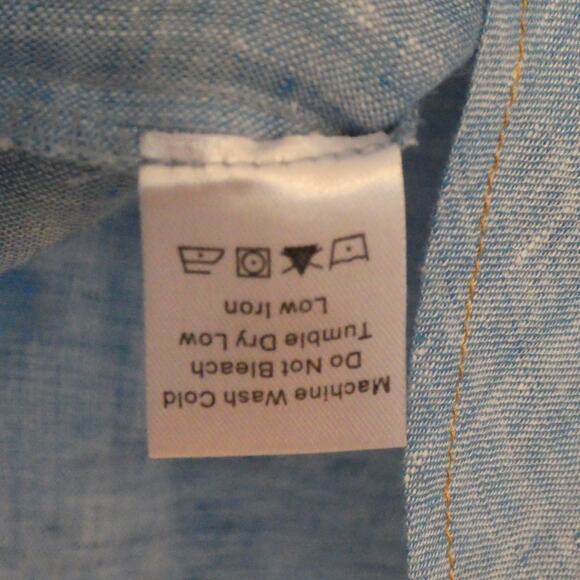 Machine Wash Cold
Do Not Bleach
Tumble Dry Low
Low Iron